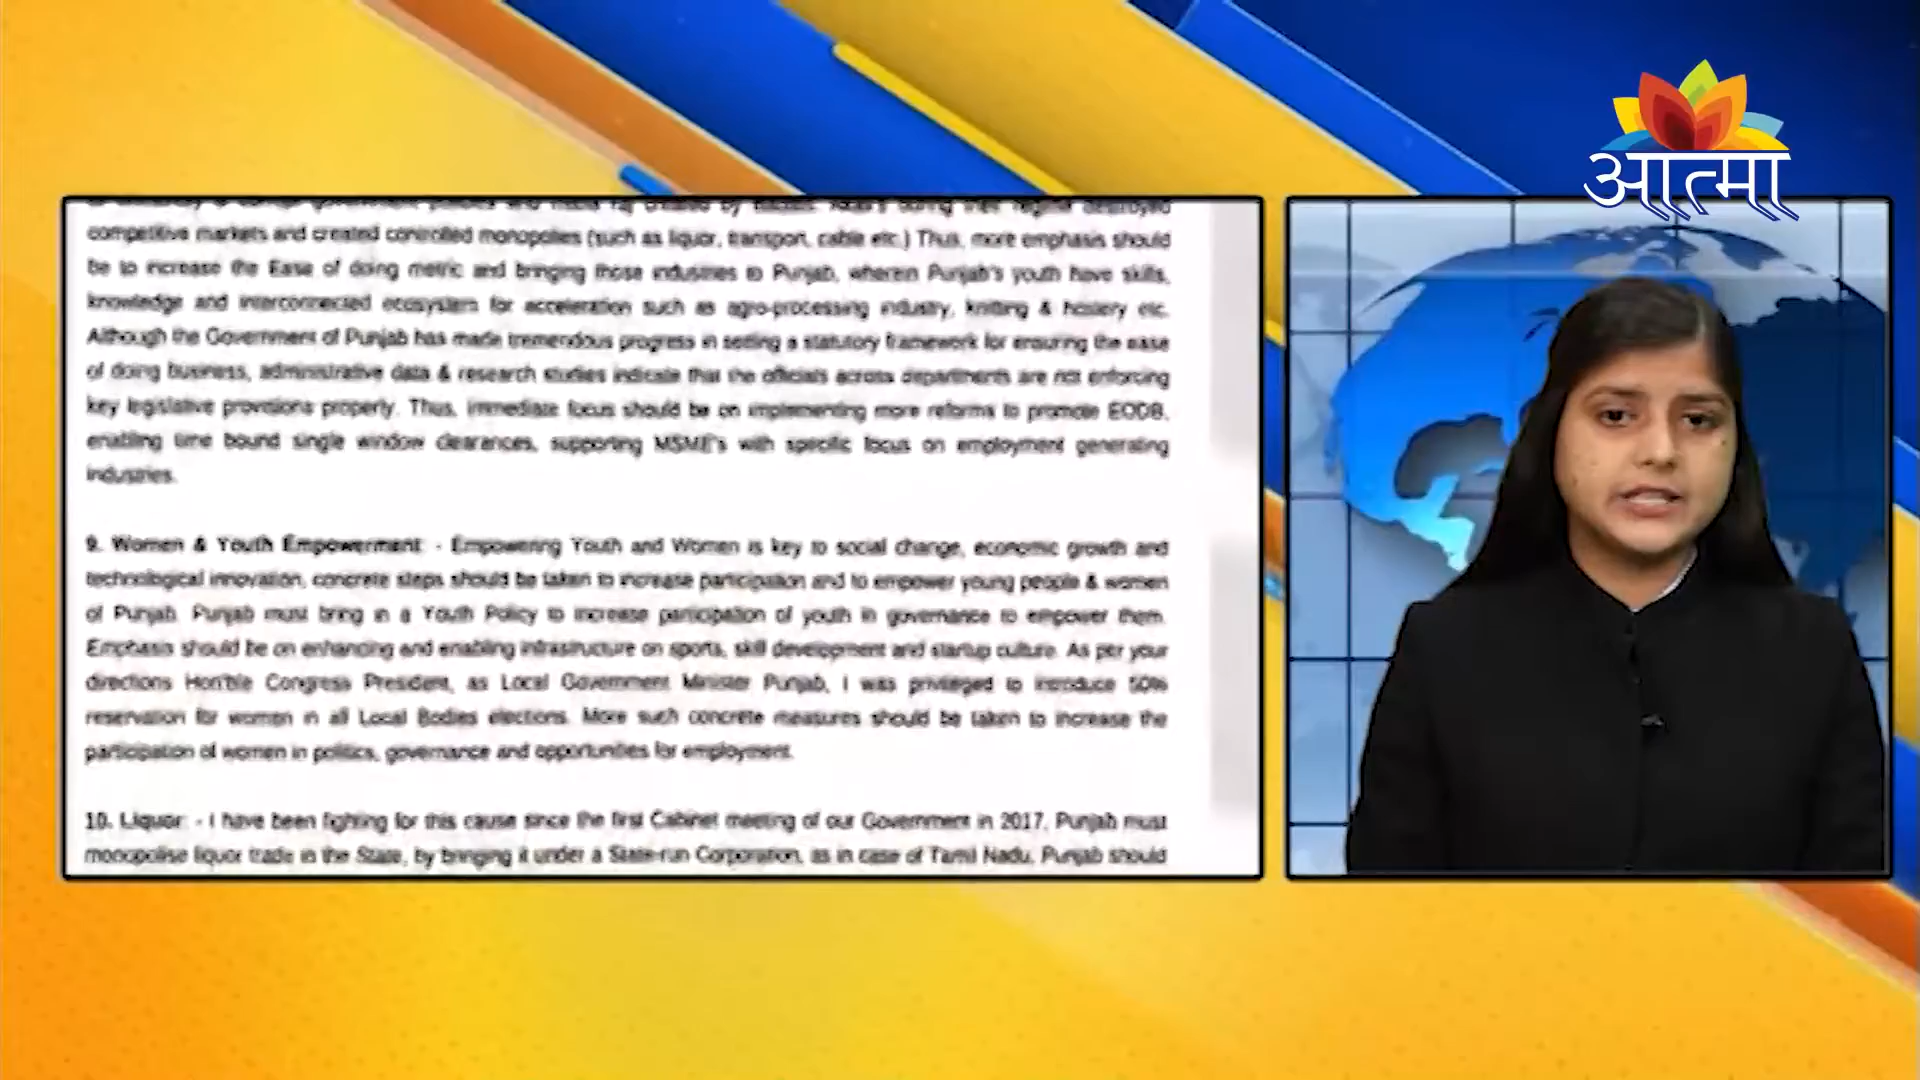 आत्मा
competitive markets and created controlled monopolies (such as liquor, transport, cable etc.) Thus, more emphasis should
be to increase the Ease of doing metric and bringing those industries to Punjab, wherein Punjab's youth have skills,
knowledge and interconnected ecosystem for acceleration such as agro-processing industry, knitting & hosiery etc.
Although the Government of Punjab has made tremendous progress in setting a statutory framework for ensuring the ease
of doing business, administrative data & research studies indicate that the officials across departments are not enforcing
key legislative provisions properly. Thus, immediate focus should be on implementing more reforms to promote EODB,
enabling time bound single window clearances, supporting MSME's with specific focus on employment generating
industries.
9. Women & Youth Empowerment: - Empowering Youth and Women is key to social change, economic growth and
technological innovation, concrete steps should be taken to increase participation and to empower young people & women
of Punjab. Punjab must bring in a Youth Policy to increase participation of youth in governance to empower them.
Emphasis should be on enhancing and enabling infrastructure on sports, skill development and startup culture. As per your
directions Hon'ble Congress President, as Local Government Minister Punjab, I was privileged to introduce 50%
reservation for women in all Local Bodies elections. More such concrete measures should be taken to increase the
participation of women in politics, governance and opportunities for employment.
10. Liquor: - I have been fighting for this cause since the first Cabinet meeting of our Government in 2017, Punjab must
monopolise liquor trade in the State, by bringing it under a State-run Corporation, as in case of Tamil Nadu. Punjab should